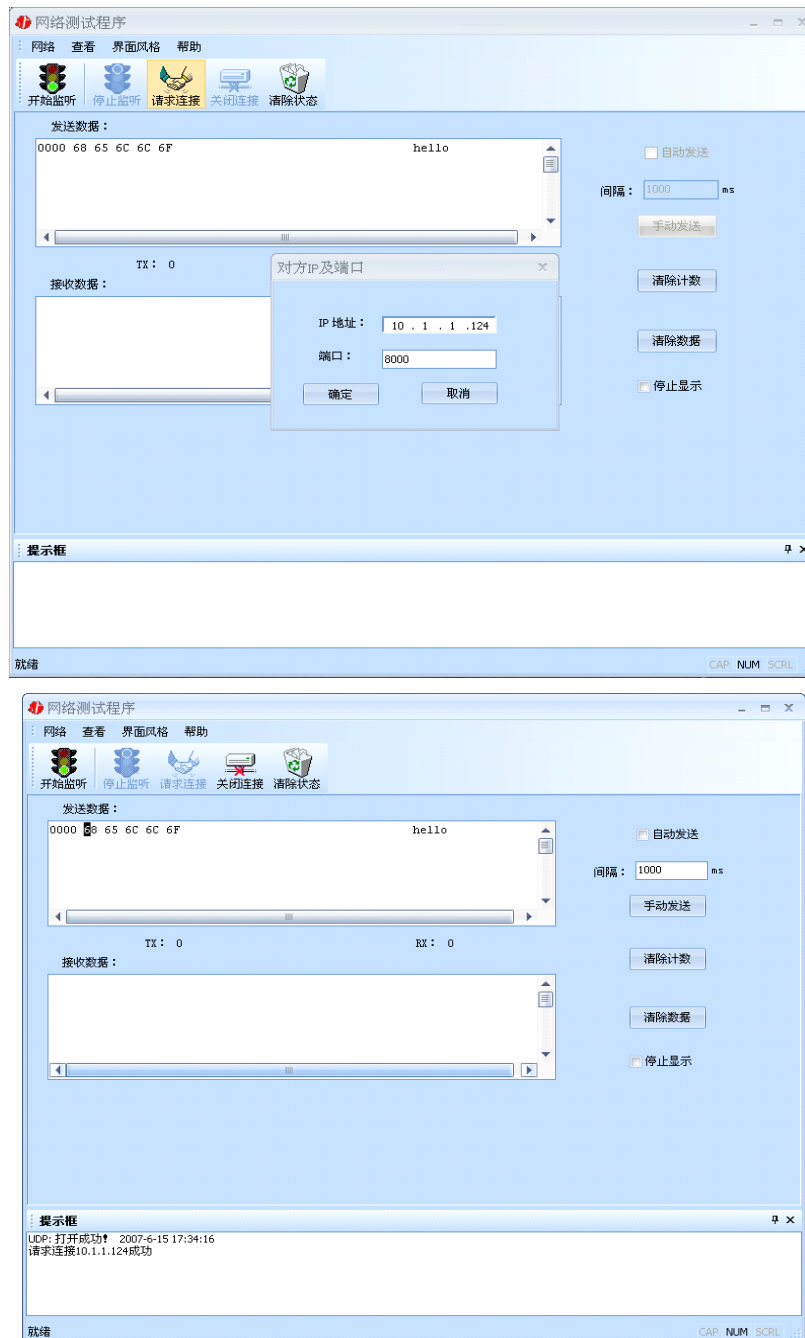 网络测试程序
网络 查看 界面风格 帮助
开始监听 停止监听 请求连接 关闭连接 清除状态
发送数据：
0000 68 65 6C 6C 6F hello
自动发送
间隔： 1000 ms
手动发送
TX： 0
接收数据：
对方IP及端口
IP 地址： 10 . 1 . 1 .124
端口： 8000
确定 取消
清除计数
清除数据
停止显示
提示框
就绪
CAP NUM SCRL
网络测试程序
网络 查看 界面风格 帮助
开始监听 停止监听 请求连接 关闭连接 清除状态
发送数据：
0000 68 65 6C 6C 6F hello
自动发送
间隔： 1000 ms
手动发送
TX： 0 RX： 0
接收数据：
清除计数
清除数据
停止显示
提示框
UDP: 打开成功! 2007-6-15 17:34:16
请求连接10.1.1.124成功
就绪
CAP NUM SCRL